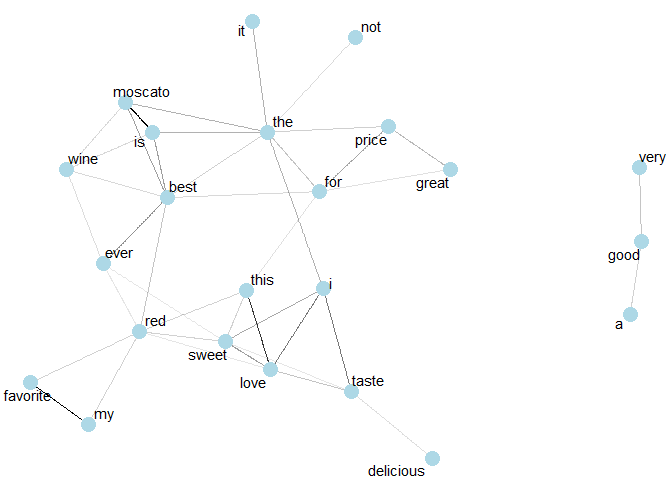 it
not
moscato
the
is
price
wine
very
best
for
great
ever
good
this
i
red
a
sweet
love
taste
favorite
my
delicious